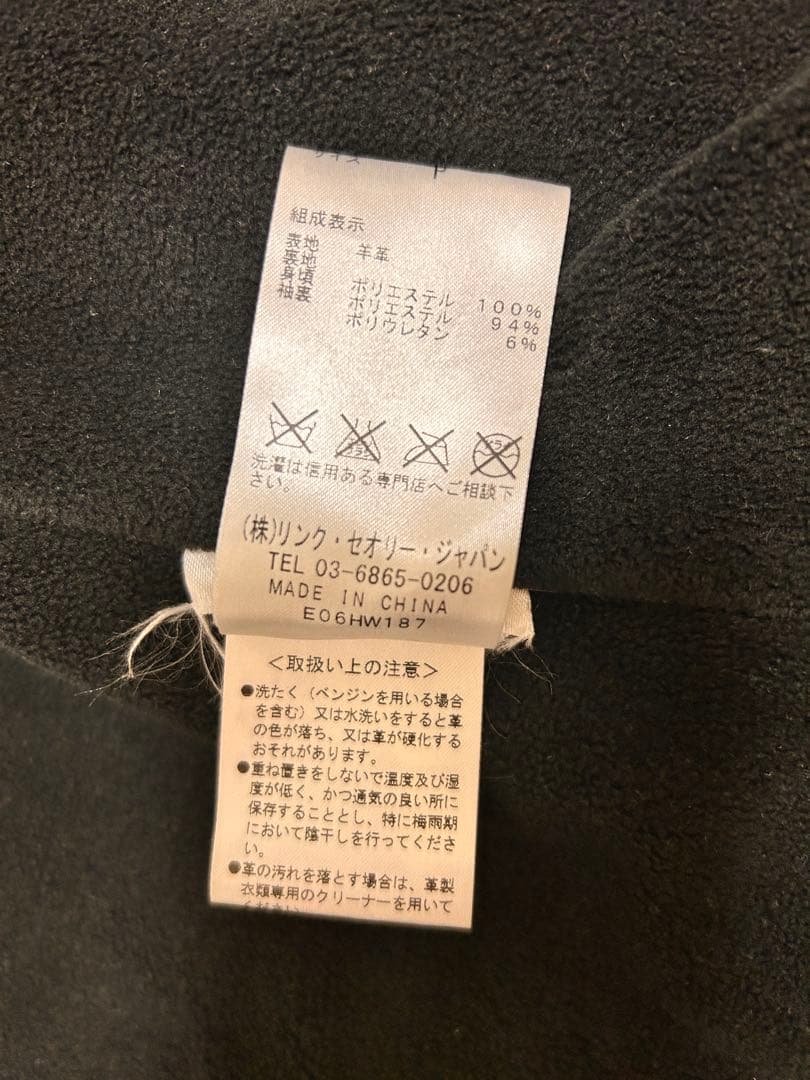 サイズ P
組成表示
表地 羊革
裏地
身頃 ポリエステル 100%
袖裏 ポリエステル 94%
ポリウレタン 6%
洗濯は信用ある専門店へご相談下
さい。
(株)リンク・セオリー・ジャパン
TEL 03-6865-0206
MADE IN CHINA
E06HW187
<取扱い上の注意>
●洗たく(ベンジンを用いる場合
を含む)又は水洗いをすると革
の色が落ち、又は革が硬化する
おそれがあります。
●重ね置きをしないで温度及び湿
度が低く、かつ通気の良い所に
保存することとし、特に梅雨期
において陰干しを行ってくださ
い。
●革の汚れを落とす場合は、革製
衣類専用のクリーナーを用いて
ください